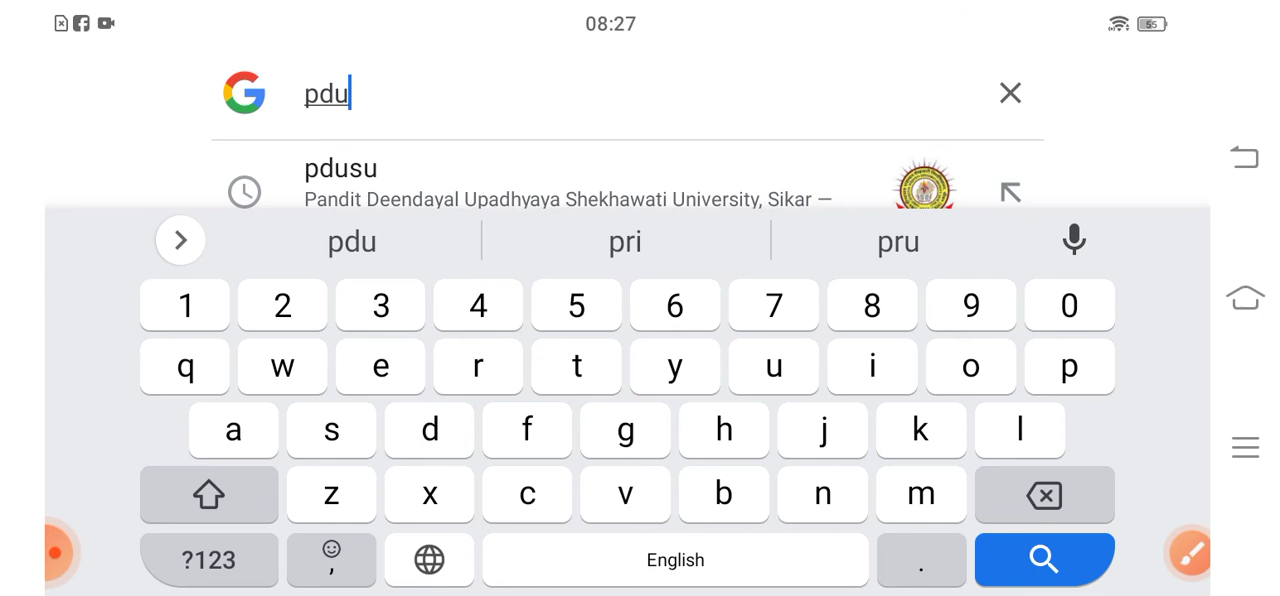 08:27
55
pdu
pdusu
Pandit Deendayal Upadhyaya Shekhawati University, Sikar —
pdu pri pru
1 2 3 4 5 6 7 8 9 0
q w e r t y u i o p
a s d f g h j k l
z x c v b n m
?123 , English .